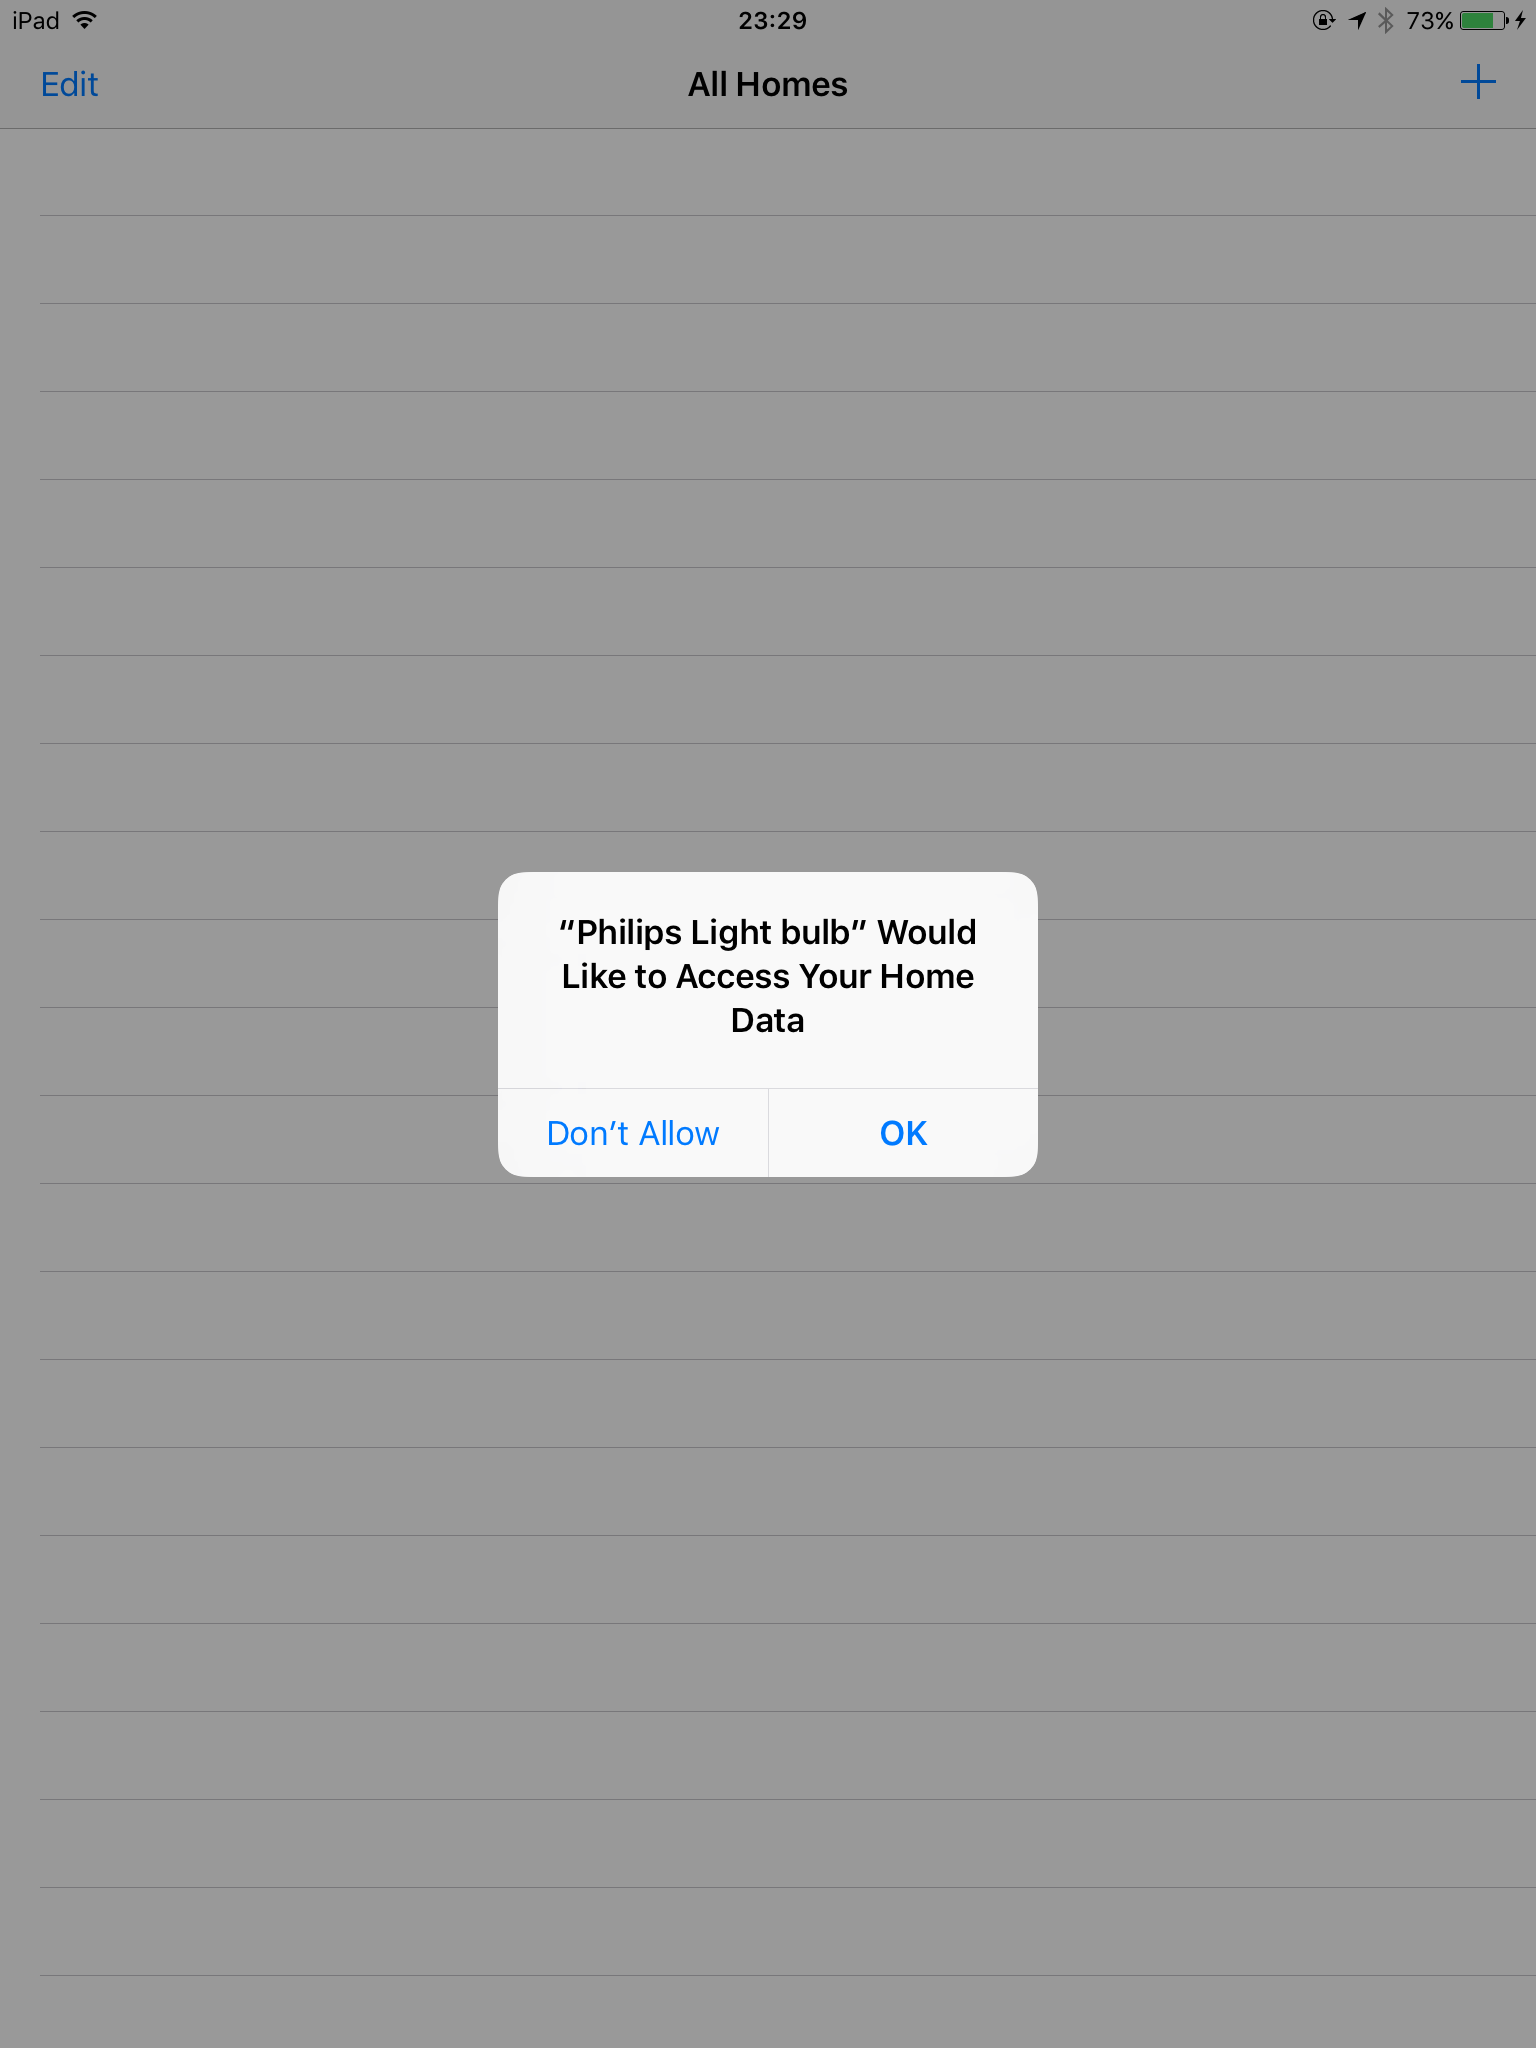 iPad
23:29
73%
Edit
All Homes
“Philips Light bulb” Would
Like to Access Your Home
Data
Don’t Allow
OK